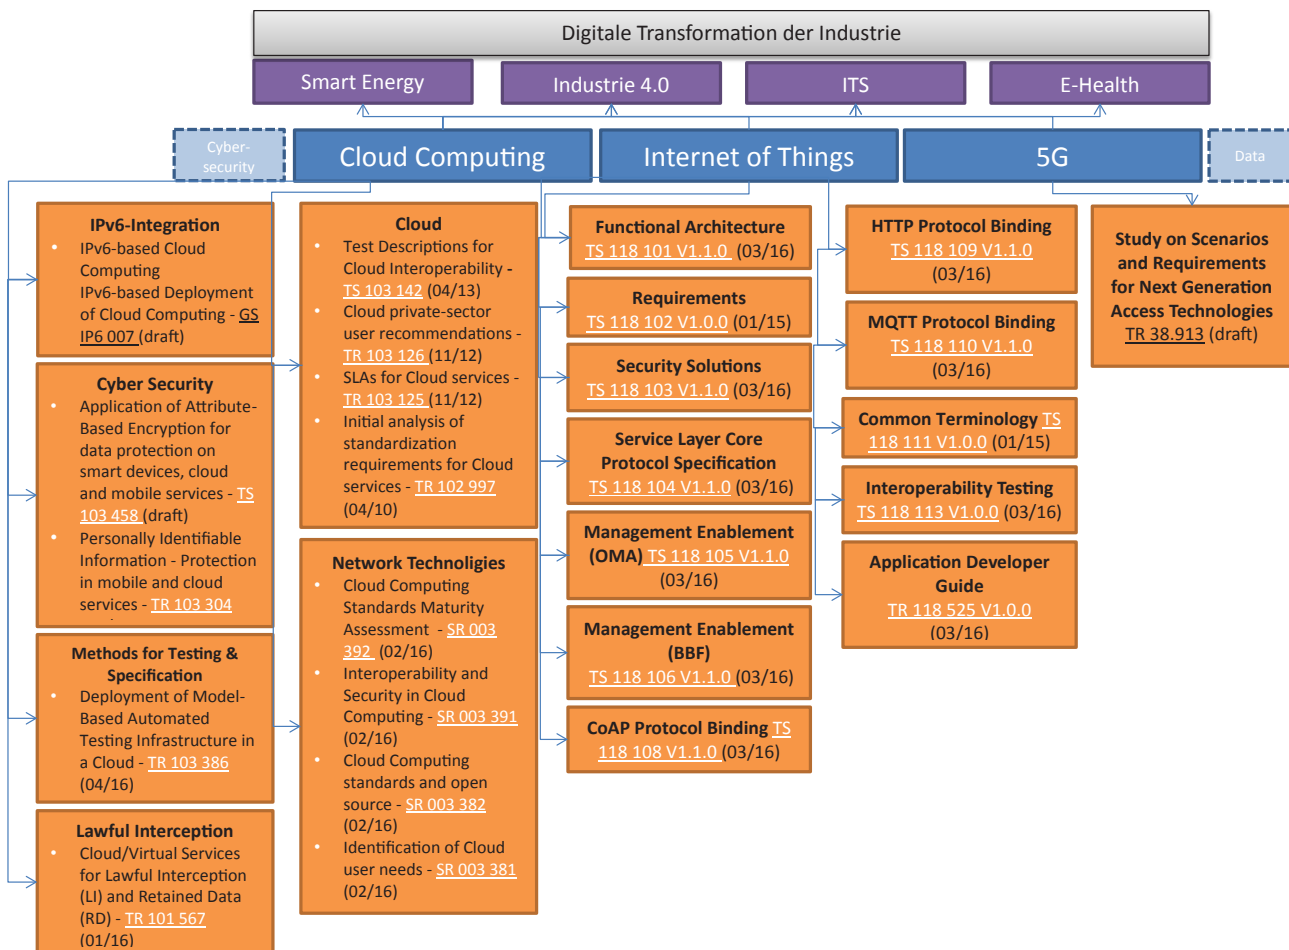 Digitale Transformation der Industrie
Smart Energy
Industrie 4.0
ITS
E-Health
Cyber-
security
Cloud Computing
Internet of Things
5G
Data
IPv6-Integration
• IPv6-based Cloud
Computing
IPv6-based Deployment
of Cloud Computing - GS
IP6 007 (draft)
Cyber Security
• Application of Attribute-
Based Encryption for
data protection on
smart devices, cloud
and mobile services - TS
103 458 (draft)
• Personally Identifiable
Information - Protection
in mobile and cloud
services - TR 103 304
Methods for Testing &
Specification
• Deployment of Model-
Based Automated
Testing Infrastructure in
a Cloud - TR 103 386
(04/16)
Lawful Interception
• Cloud/Virtual Services
for Lawful Interception
(LI) and Retained Data
(RD) - TR 101 567
(01/16)
Cloud
• Test Descriptions for
Cloud Interoperability -
TS 103 142 (04/13)
• Cloud private-sector
user recommendations -
TR 103 126 (11/12)
• SLAs for Cloud services -
TR 103 125 (11/12)
• Initial analysis of
standardization
requirements for Cloud
services - TR 102 997
(04/10)
Network Technoligies
• Cloud Computing
Standards Maturity
Assessment - SR 003
392 (02/16)
• Interoperability and
Security in Cloud
Computing - SR 003 391
(02/16)
• Cloud Computing
standards and open
source - SR 003 382
(02/16)
• Identification of Cloud
user needs - SR 003 381
(02/16)
Functional Architecture
TS 118 101 V1.1.0 (03/16)
Requirements
TS 118 102 V1.0.0 (01/15)
Security Solutions
TS 118 103 V1.1.0 (03/16)
Service Layer Core
Protocol Specification
TS 118 104 V1.1.0 (03/16)
Management Enablement
(OMA) TS 118 105 V1.1.0
(03/16)
Management Enablement
(BBF)
TS 118 106 V1.1.0 (03/16)
CoAP Protocol Binding TS
118 108 V1.1.0 (03/16)
HTTP Protocol Binding
TS 118 109 V1.1.0
(03/16)
MQTT Protocol Binding
TS 118 110 V1.1.0
(03/16)
Common Terminology TS
118 111 V1.0.0 (01/15)
Interoperability Testing
TS 118 113 V1.0.0 (03/16)
Application Developer
Guide
TR 118 525 V1.0.0
(03/16)
Study on Scenarios
and Requirements
for Next Generation
Access Technologies
TR 38.913 (draft)